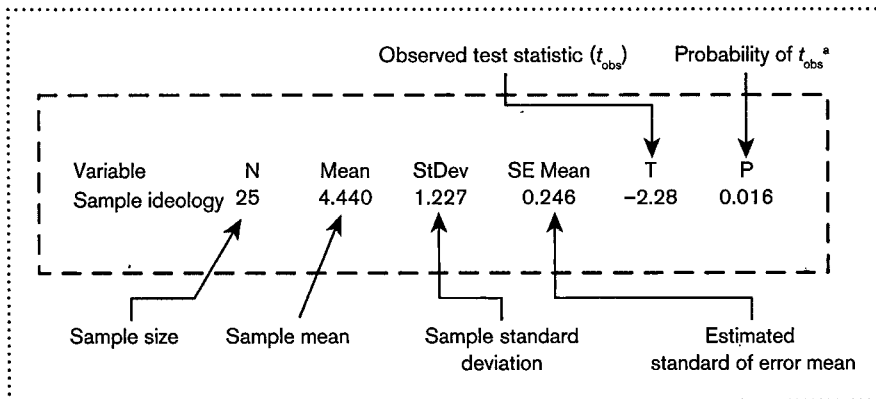 Observed test statistic (t_obs) Probability of t_obs^a
Variable N Mean StDev SE Mean T P
Sample ideology 25 4.440 1.227 0.246 −2.28 0.016
Sample size Sample mean Sample standard deviation Estimated standard of error mean